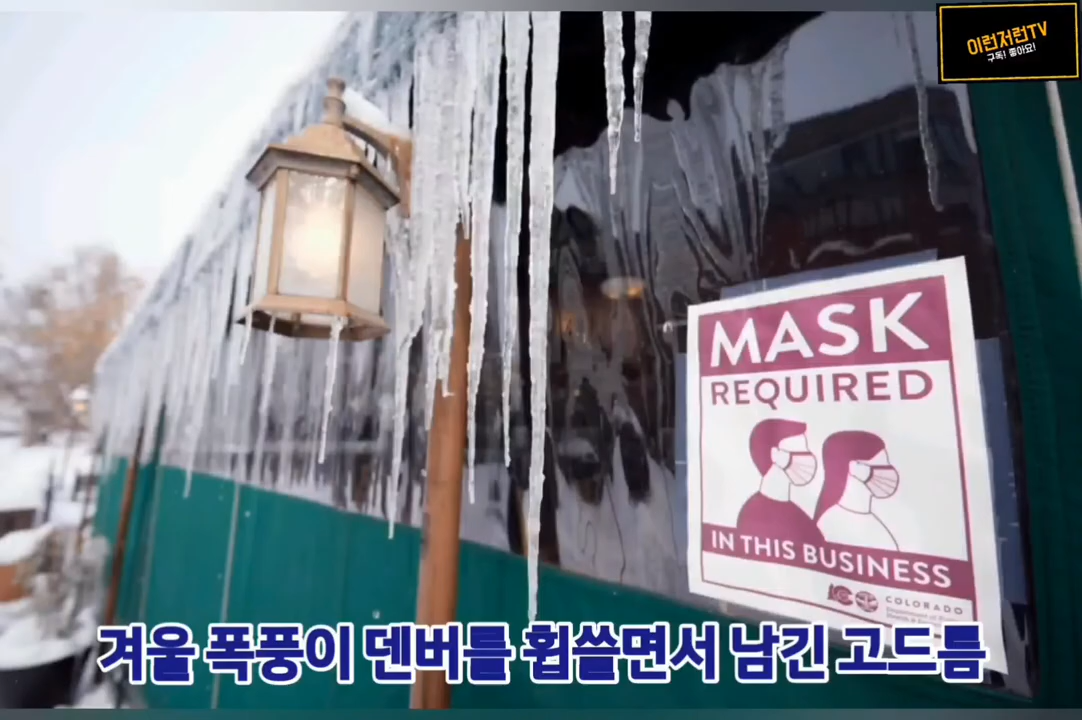 이런저런TV
구독! 좋아요!
MASK
REQUIRED
IN THIS BUSINESS
COLORADO
겨울 폭풍이 덴버를 휩쓸면서 남긴 고드름